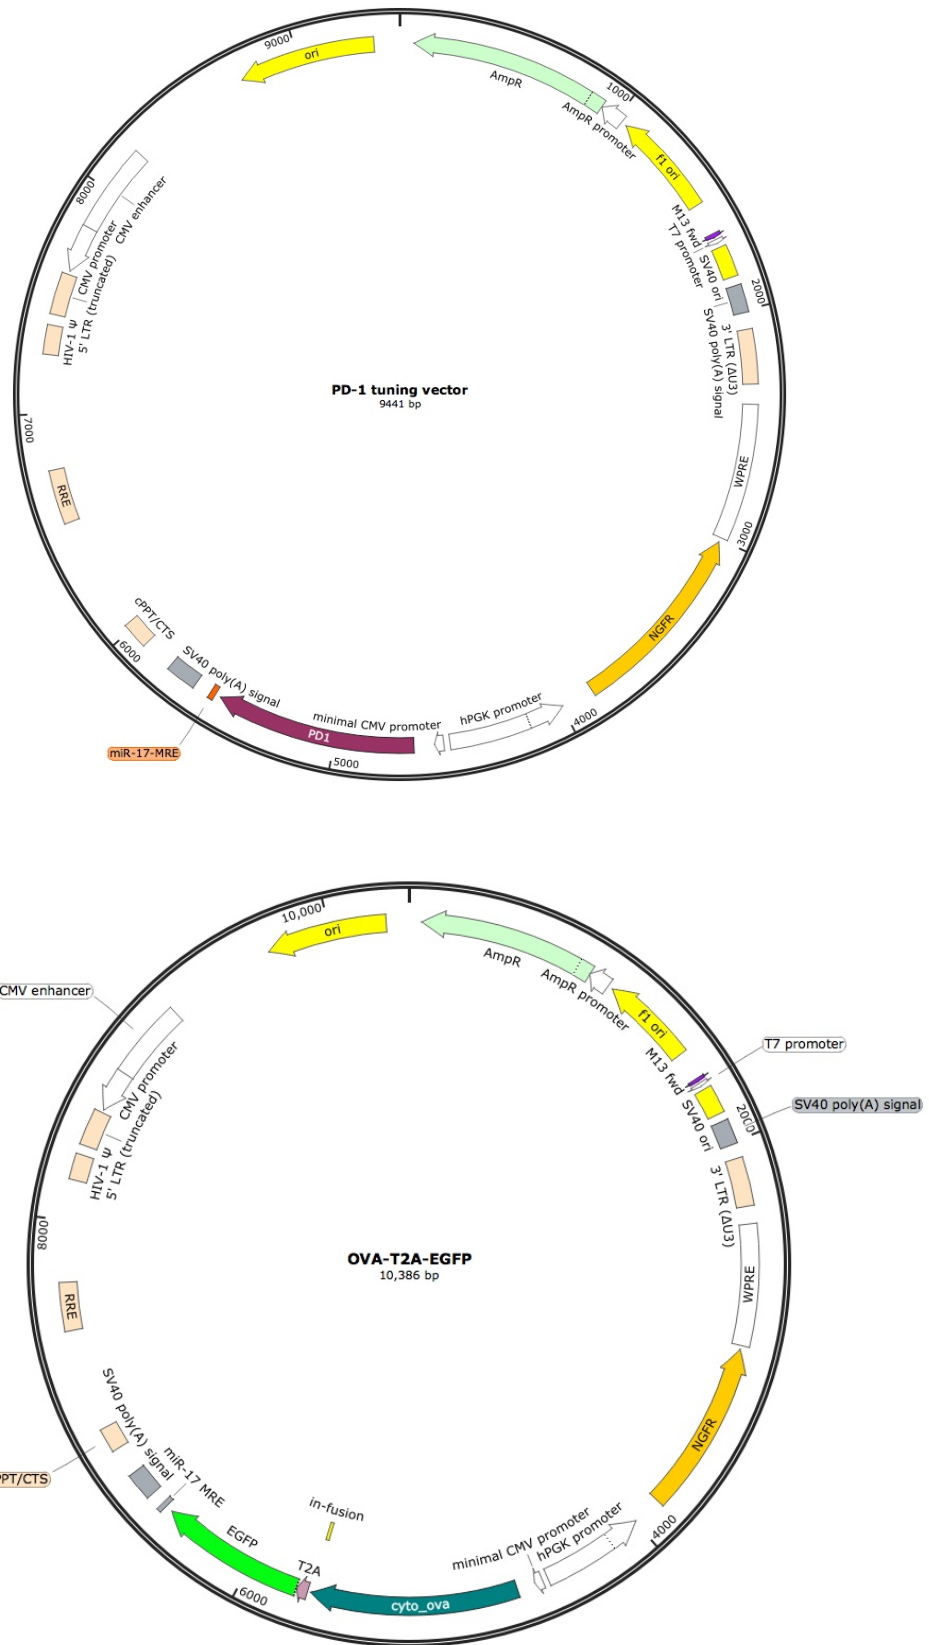 9000
ori
AmpR
1000
AmpR promoter
f1 ori
M13 fwd
T7 promoter
SV40 ori
2000
SV40 poly(A) signal
3' LTR (ΔU3)
WPRE
3000
NGFR
4000
hPGK promoter
minimal CMV promoter
PD1
5000
miR-17-MRE
SV40 poly(A) signal
cPPT/CTS
6000
RRE
7000
HIV-1 Ψ
5' LTR (truncated)
CMV promoter
CMV enhancer
8000
PD-1 tuning vector
9441 bp
10,000
ori
AmpR
AmpR promoter
f1 ori
M13 fwd
T7 promoter
SV40 ori
2000
SV40 poly(A) signal
3' LTR (ΔU3)
WPRE
NGFR
4000
hPGK promoter
minimal CMV promoter
cyto_ova
in-fusion
T2A
6000
EGFP
miR-17 MRE
SV40 poly(A) signal
PPT/CTS
RRE
8000
HIV-1 Ψ
5' LTR (truncated)
CMV promoter
CMV enhancer
OVA-T2A-EGFP
10,386 bp